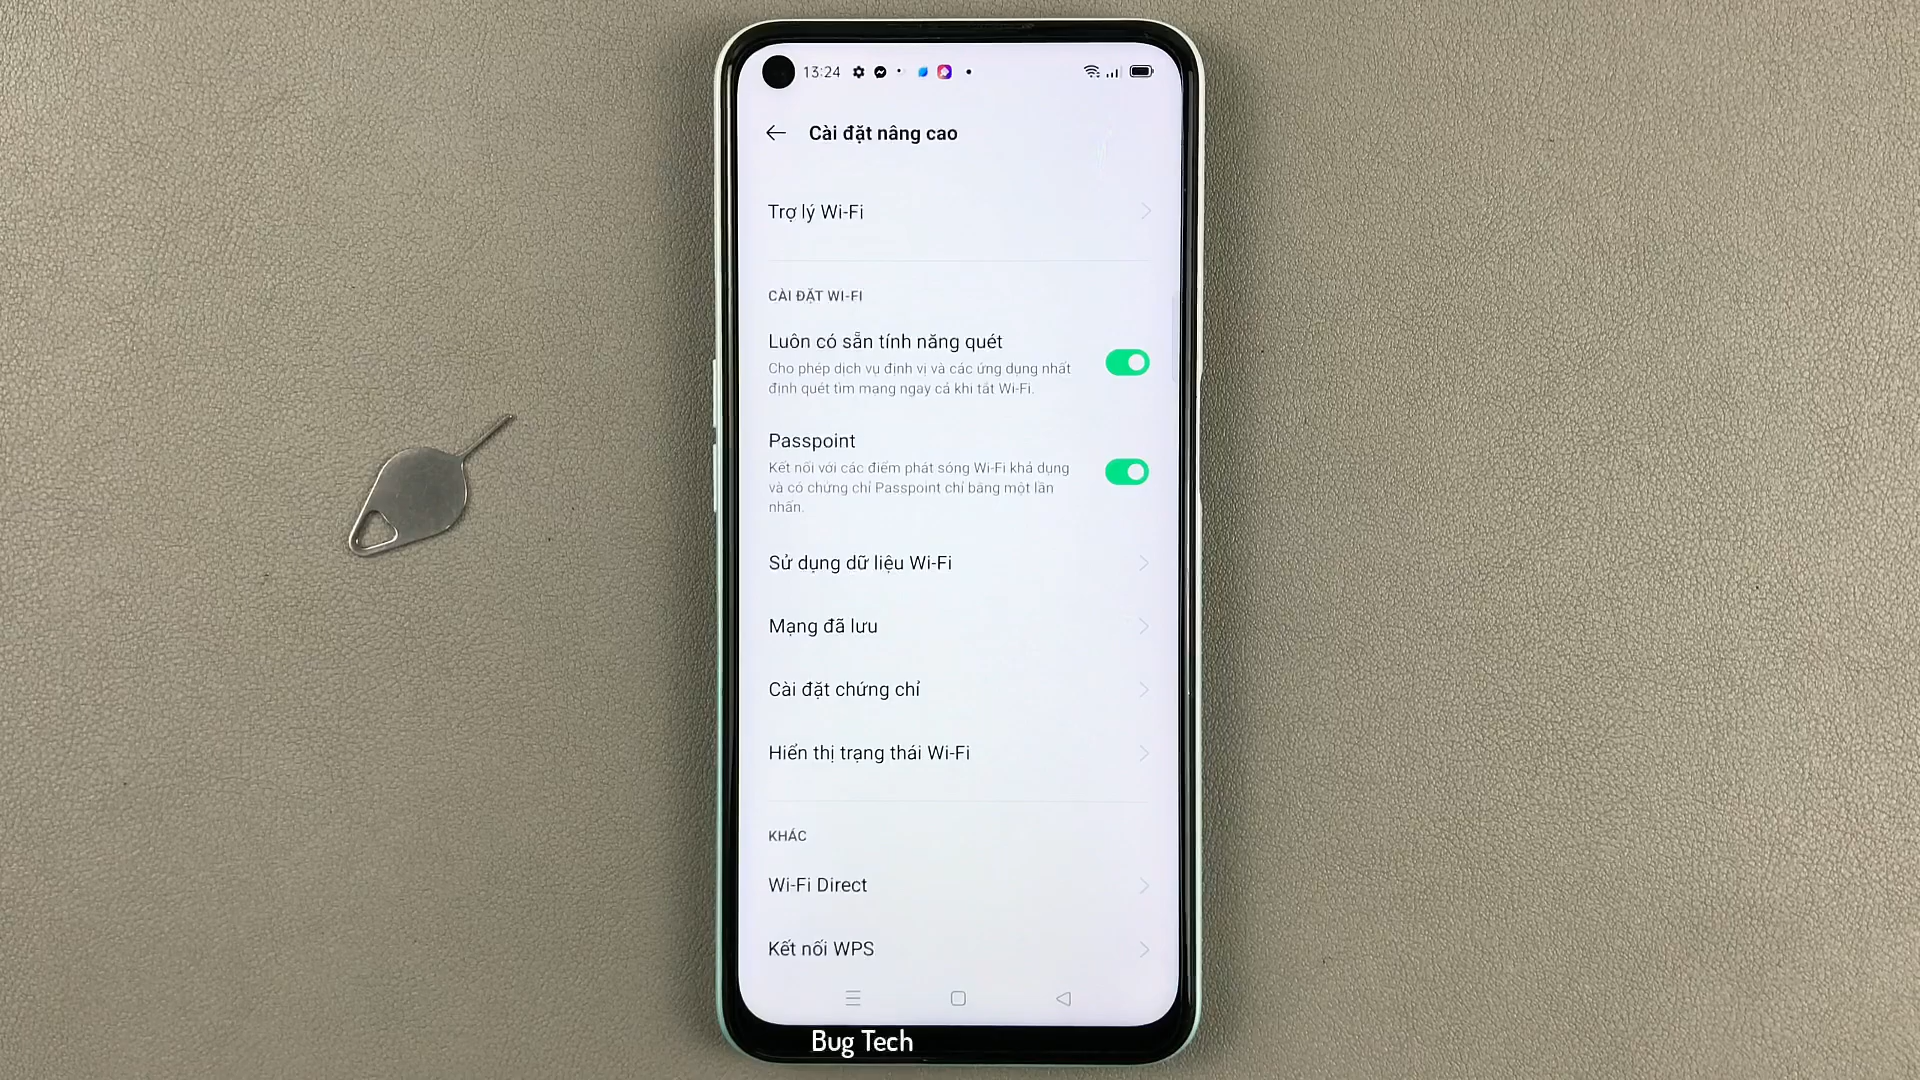 13:24
Cài đặt nâng cao
Trợ lý Wi-Fi
CÀI ĐẶT WI-FI
Luôn có sẵn tính năng quét
Cho phép dịch vụ định vị và các ứng dụng nhất
định quét tìm mạng ngay cả khi tắt Wi-Fi.
Passpoint
Kết nối với các điểm phát sóng Wi-Fi khả dụng
và có chứng chỉ Passpoint chỉ bằng một lần
nhấn.
Sử dụng dữ liệu Wi-Fi
Mạng đã lưu
Cài đặt chứng chỉ
Hiển thị trạng thái Wi-Fi
KHÁC
Wi-Fi Direct
Kết nối WPS
Bug Tech